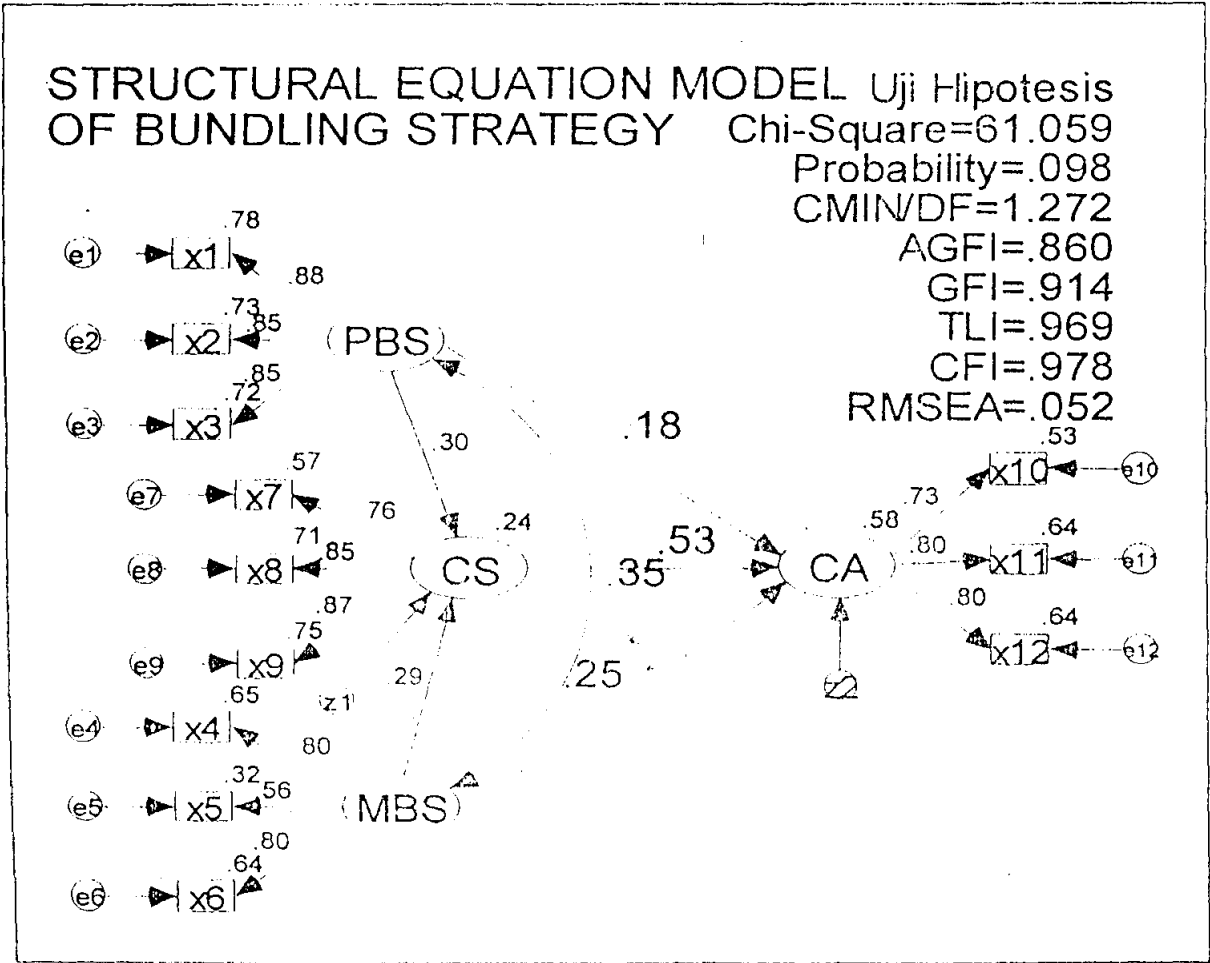 STRUCTURAL EQUATION MODEL Uji Hipotesis
OF BUNDLING STRATEGY Chi-Square=61.059
Probability=.098
CMIN/DF=1.272
AGFI=.860
GFI=.914
TLI=.969
CFI=.978
RMSEA=.052
.78
e1 x1
.88
.73
e2 x2 .85 PBS
.85
.72
e3 x3
.18
.30
.53
x10 e10
.57
e7 x7
.73
76
.24
.58
.71
e8 x8 .85 CS
.53
.35
CA
.80
.64
x11 e11
.87
.75
e9 x9
.80
.64
x12 e12
.29
.25
z1
z2
.65
e4 x4
80
.32
e5 x5 .56 MBS
.80
.64
e6 x6